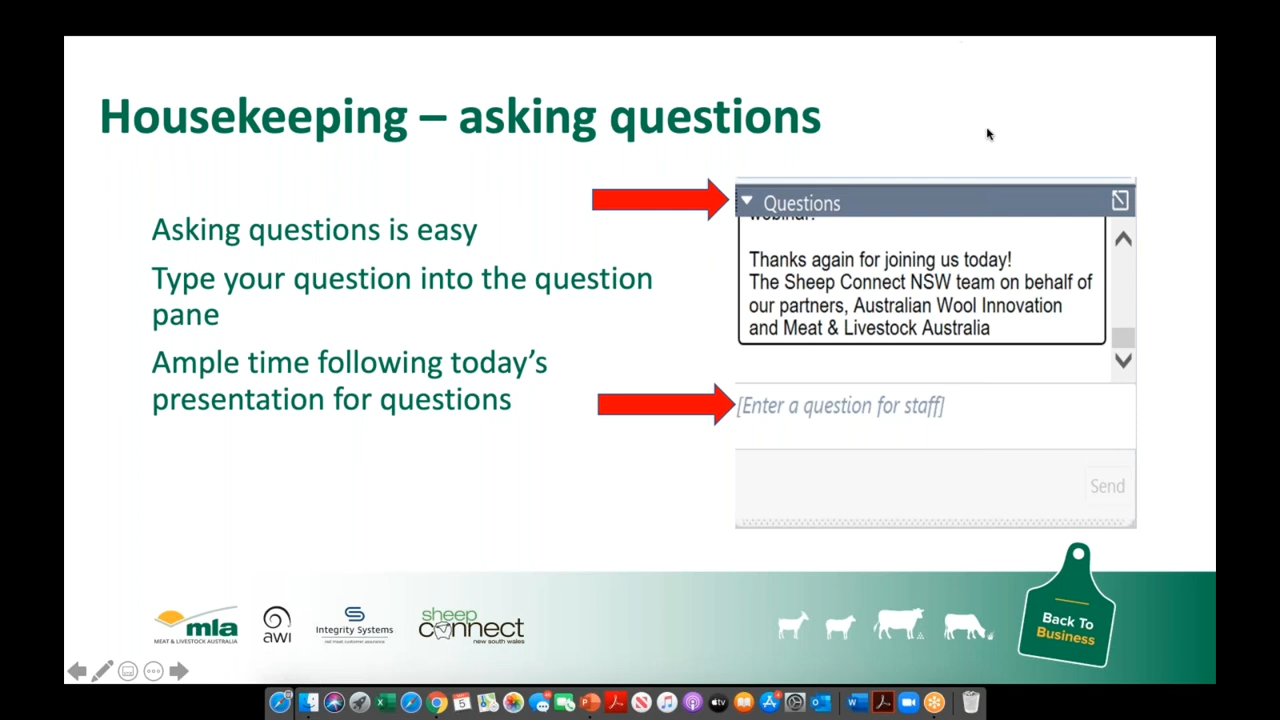 Housekeeping – asking questions
Asking questions is easy
Type your question into the question
pane
Ample time following today's
presentation for questions
Questions
webinar!
Thanks again for joining us today!
The Sheep Connect NSW team on behalf of
our partners, Australian Wool Innovation
and Meat & Livestock Australia
[Enter a question for staff]
Send
mla
MEAT & LIVESTOCK AUSTRALIA
awi
Integrity Systems
sheep
connect
new south wales
Back To
Business
5
tv